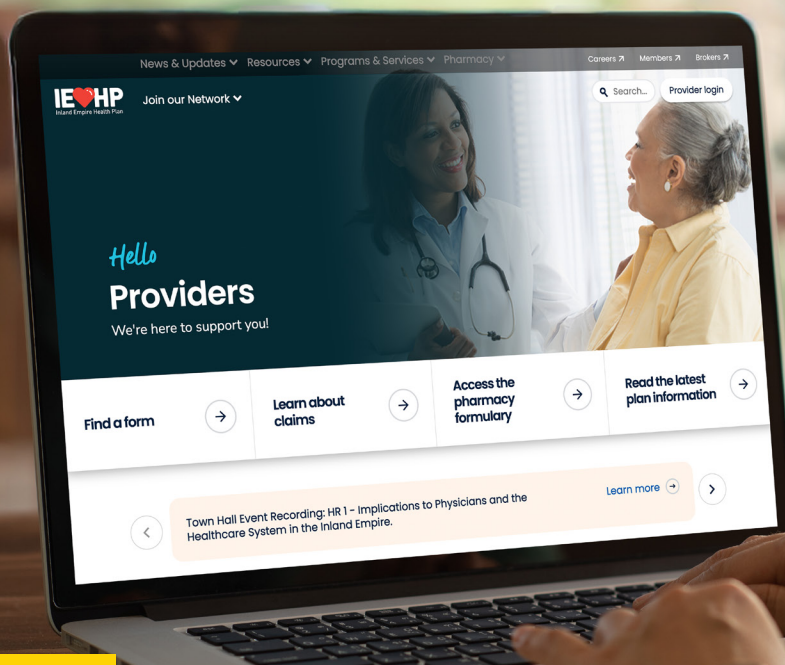 News & Updates Resources Programs & Services Pharmacy
Careers Members Brokers
IEHP
Inland Empire Health Plan
Join our Network
Search...
Provider login
Hello
Providers
We're here to support you!
Find a form
Learn about
claims
Access the
pharmacy
formulary
Read the latest
plan information
Town Hall Event Recording: HR 1 - Implications to Physicians and the
Healthcare System in the Inland Empire.
Learn more